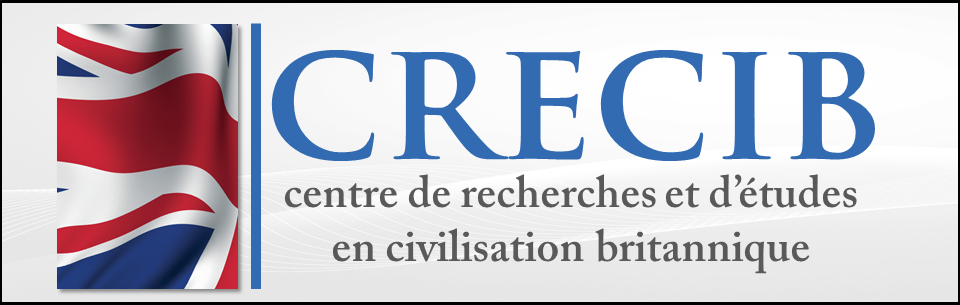 CRECIB
centre de recherches et d’études
en civilisation britannique